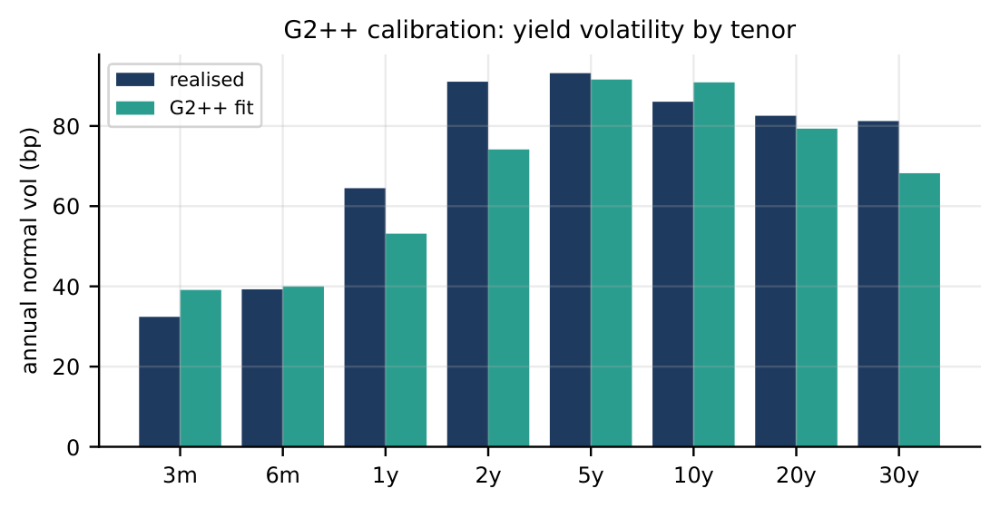 G2++ calibration: yield volatility by tenor
realised
G2++ fit
annual normal vol (bp)
80
60
40
20
0
3m 6m 1y 2y 5y 10y 20y 30y